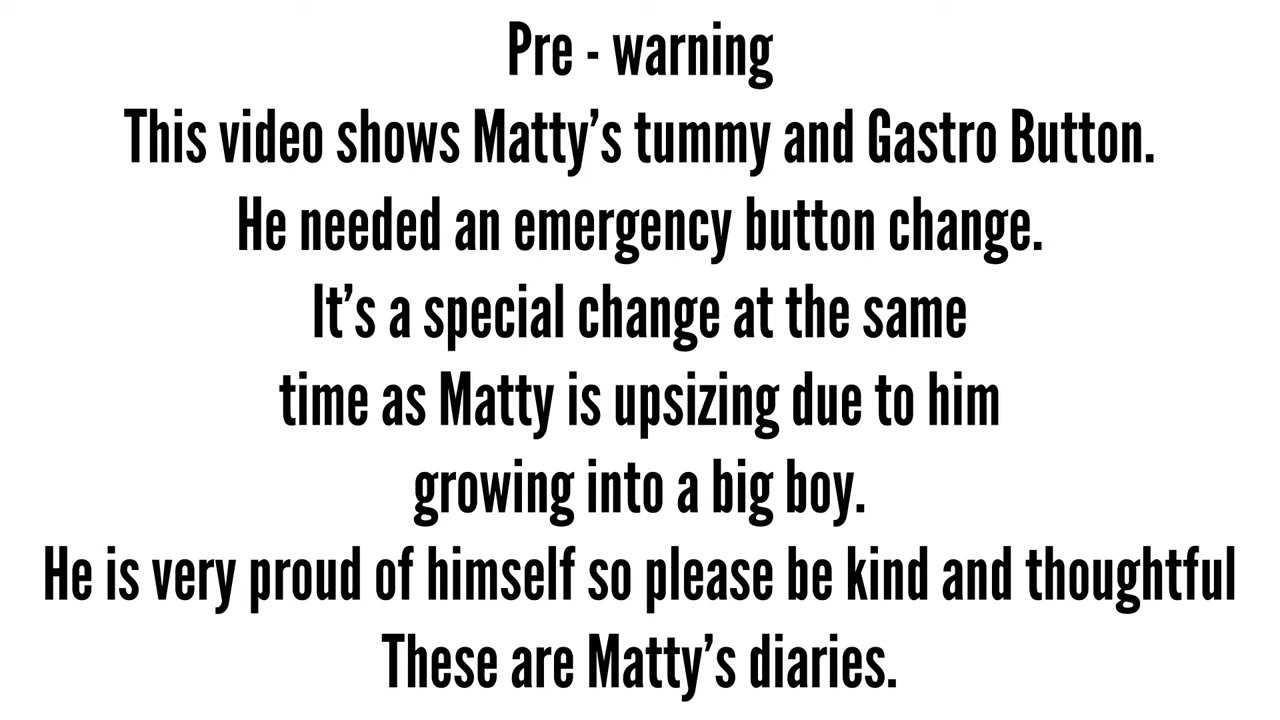 Pre - warning
This video shows Matty’s tummy and Gastro Button.
He needed an emergency button change.
It’s a special change at the same
time as Matty is upsizing due to him
growing into a big boy.
He is very proud of himself so please be kind and thoughtful
These are Matty’s diaries.